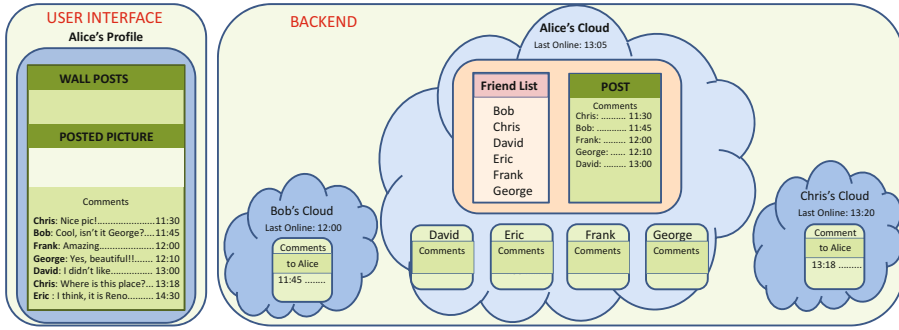 USER INTERFACE
Alice's Profile
WALL POSTS
POSTED PICTURE
Comments
Chris: Nice pic!......................11:30
Bob: Cool, isn't it George?....11:45
Frank: Amazing...................12:00
George: Yes, beautiful!!....... 12:10
David: I didn't like............... 13:00
Chris: Where is this place?... 13:18
Eric : I think, it is Reno......... 14:30
BACKEND
Alice's Cloud
Last Online: 13:05
Friend List
Bob
Chris
David
Eric
Frank
George
POST
Comments
Chris: ......... 11:30
Bob: ........... 11:45
Frank: ......... 12:00
George: ...... 12:10
David: ......... 13:00
David
Comments
Eric
Comments
Frank
Comments
George
Comments
Bob's Cloud
Last Online: 12:00
Comments
to Alice
11:45 ........
Chris's Cloud
Last Online: 13:20
Comment
to Alice
13:18 .........